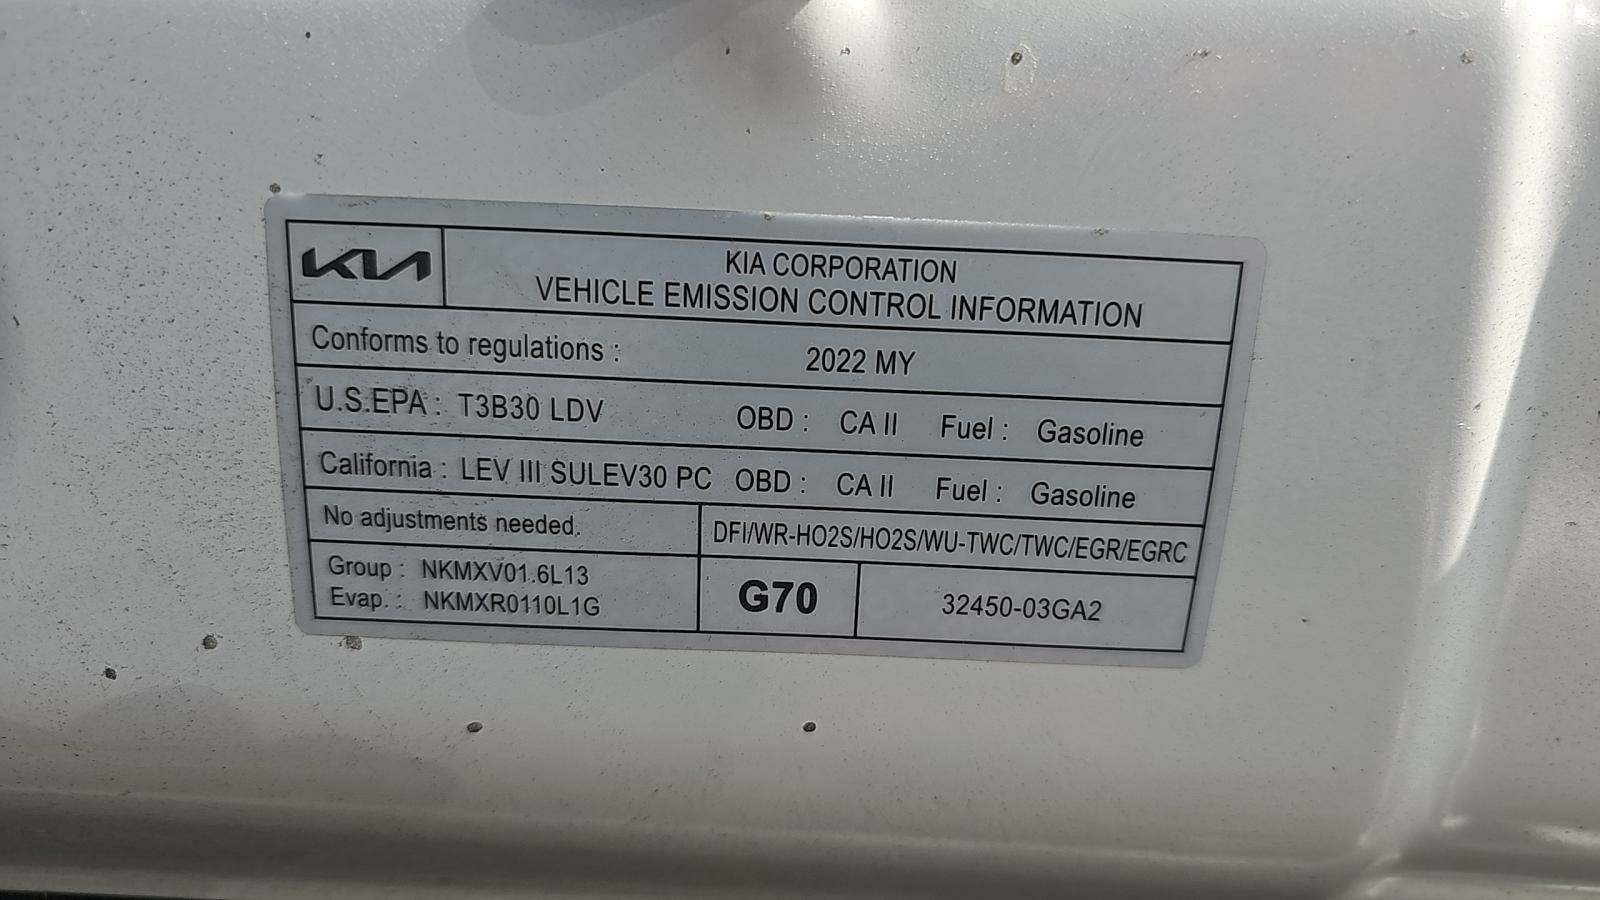 KIA
KIA CORPORATION
VEHICLE EMISSION CONTROL INFORMATION
Conforms to regulations : 2022 MY
U.S.EPA : T3B30 LDV OBD : CA II Fuel : Gasoline
California : LEV III SULEV30 PC OBD : CA II Fuel : Gasoline
No adjustments needed. DFI/WR-HO2S/HO2S/WU-TWC/TWC/EGR/EGRC
Group : NKMXV01.6L13
Evap. : NKMXR0110L1G
G70
32450-03GA2